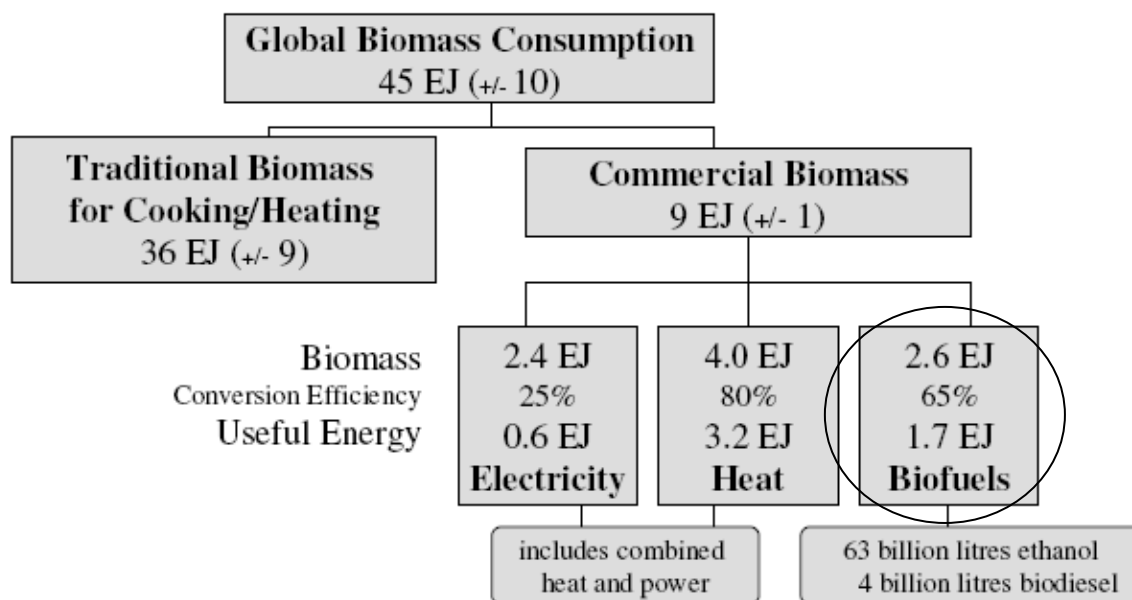 Global Biomass Consumption
45 EJ (+/- 10)
Traditional Biomass
for Cooking/Heating
36 EJ (+/- 9)
Commercial Biomass
9 EJ (+/- 1)
Biomass 2.4 EJ 4.0 EJ 2.6 EJ
Conversion Efficiency 25% 80% 65%
Useful Energy 0.6 EJ 3.2 EJ 1.7 EJ
Electricity Heat Biofuels
includes combined
heat and power
63 billion litres ethanol
4 billion litres biodiesel